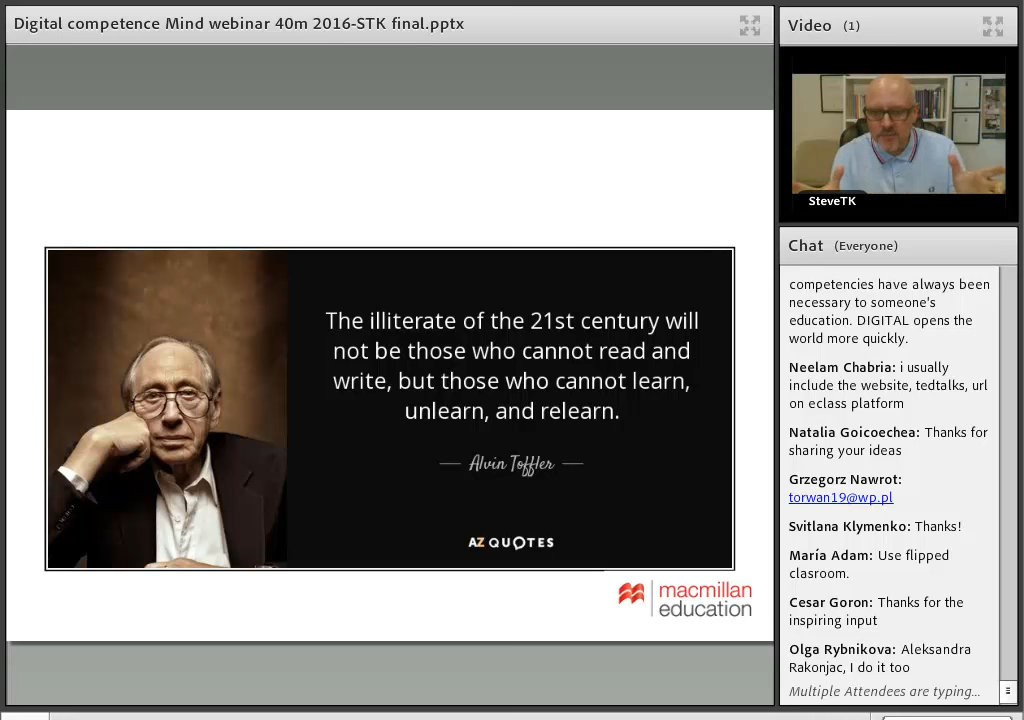 Digital competence Mind webinar 40m 2016-STK final.pptx
The illiterate of the 21st century will
not be those who cannot read and
write, but those who cannot learn,
unlearn, and relearn.
Alvin Toffler
AZ QUOTES
macmillan
education
Video (1)
SteveTK
Chat (Everyone)
competencies have always been
necessary to someone's
education. DIGITAL opens the
world more quickly.
Neelam Chabria: i usually
include the website, tedtalks, url
on eclass platform
Natalia Goicoechea: Thanks for
sharing your ideas
Grzegorz Nawrot:
torwan19@wp.pl
Svitlana Klymenko: Thanks!
María Adam: Use flipped
clasroom.
Cesar Goron: Thanks for the
inspiring input
Olga Rybnikova: Aleksandra
Rakonjac, I do it too
Multiple Attendees are typing...